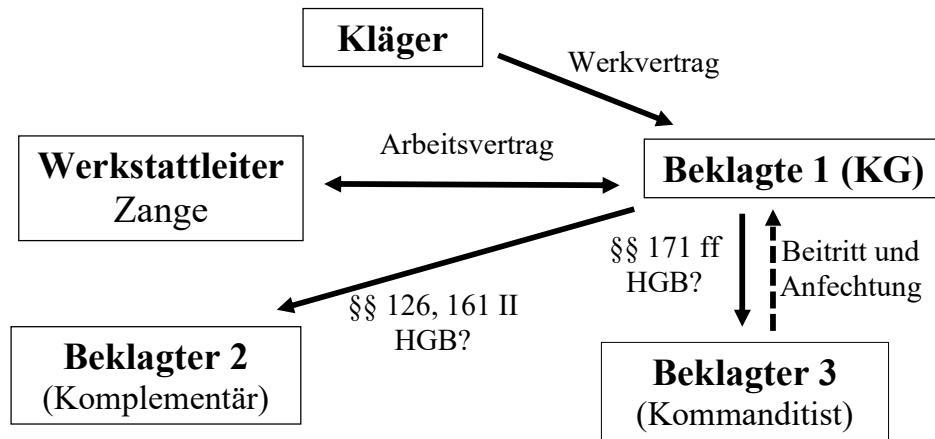 Kläger
Werkvertrag
Arbeitsvertrag
Werkstattleiter
Zange
Beklagte 1 (KG)
§§ 171 ff
HGB?
Beitritt und
Anfechtung
§§ 126, 161 II
HGB?
Beklagter 2
(Komplementär)
Beklagter 3
(Kommanditist)